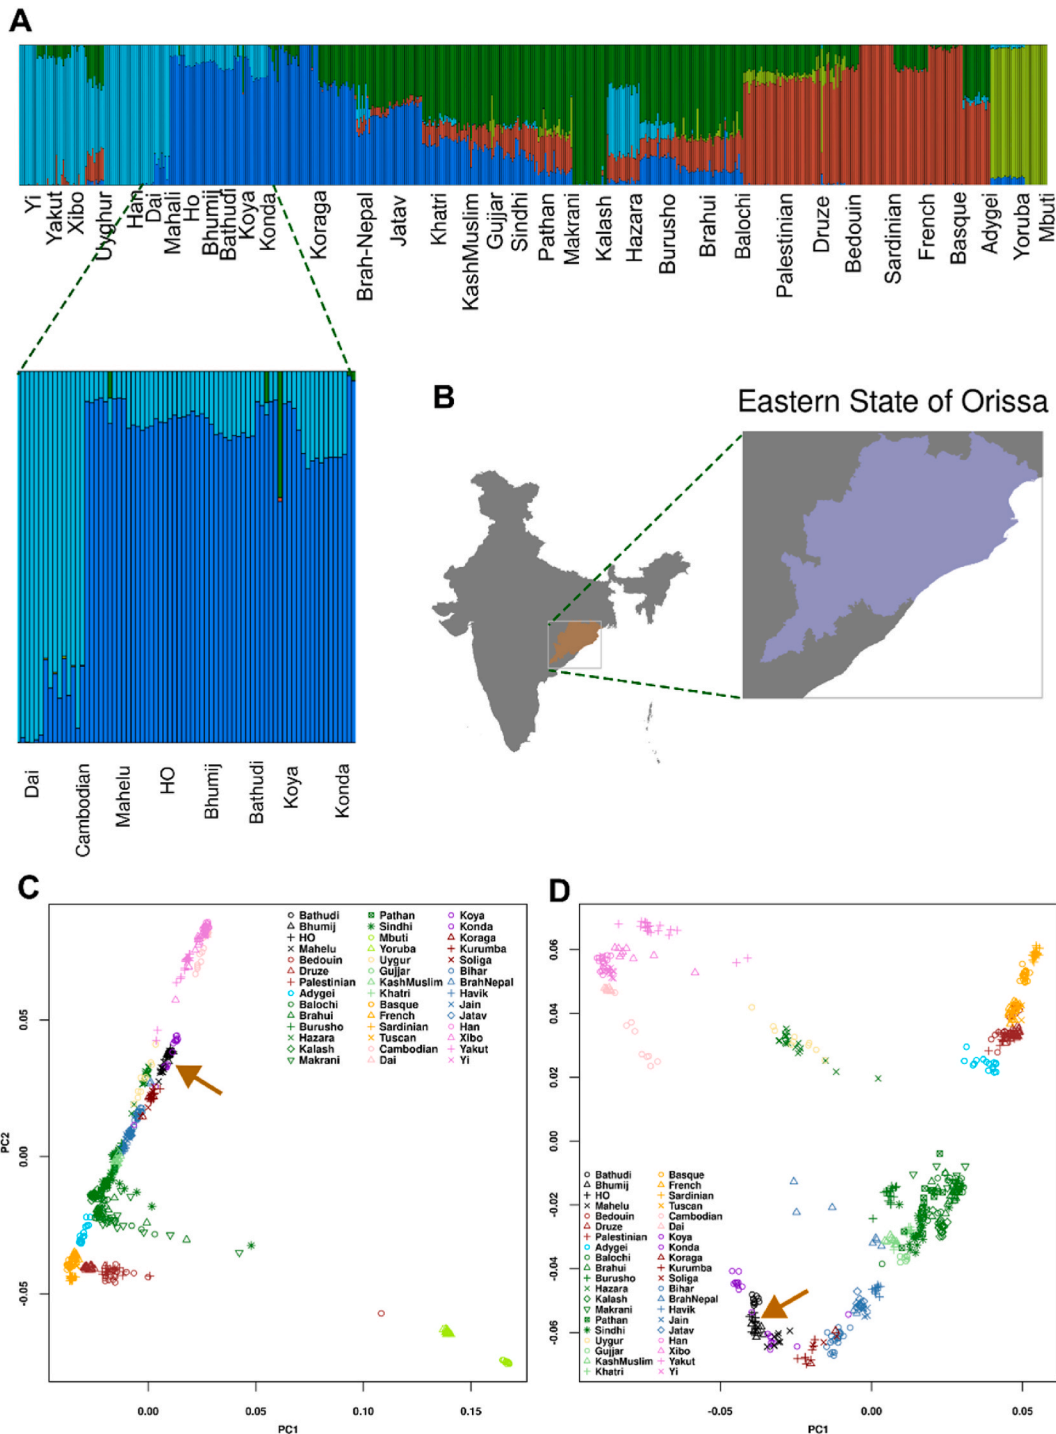 A
Yi
Yakut
Xibo
Uyghur
Han
Dai
Mahali
Ho
Bhumij
Bathudi
Koya
Konda
Koraga
Brah-Nepal
Jatav
Khatri
KashMuslim
Gujjar
Sindhi
Pathan
Makrani
Kalash
Hazara
Burusho
Brahui
Balochi
Palestinian
Druze
Bedouin
Sardinian
French
Basque
Adygei
Yoruba
Mbuti
Dai
Cambodian
Mahelu
HO
Bhumij
Bathudi
Koya
Konda
B
Eastern State of Orissa
C
PC2
0.05
0.00
-0.05
Bathudi
Bhumij
HO
Mahelu
Bedouin
Druze
Palestinian
Adygei
Balochi
Brahui
Burusho
Hazara
Kalash
Makrani
Pathan
Sindhi
Mbuti
Yoruba
Uygur
Gujjar
KashMuslim
Khatri
Basque
French
Sardinian
Tuscan
Cambodian
Dai
Koya
Konda
Koraga
Kurumba
Soliga
Bihar
BrahNepal
Havik
Jain
Jatav
Han
Xibo
Yakut
Yi
0.00 0.05 0.10 0.15
PC1
D
0.06
0.04
0.02
0.00
-0.02
-0.04
-0.06
Bathudi
Bhumij
HO
Mahelu
Bedouin
Druze
Palestinian
Adygei
Balochi
Brahui
Burusho
Hazara
Kalash
Makrani
Pathan
Sindhi
Uygur
Gujjar
KashMuslim
Khatri
Basque
French
Sardinian
Tuscan
Cambodian
Dai
Koya
Konda
Koraga
Kurumba
Soliga
Bihar
BrahNepal
Havik
Jain
Jatav
Han
Xibo
Yakut
Yi
-0.05 0.00 0.05
PC1